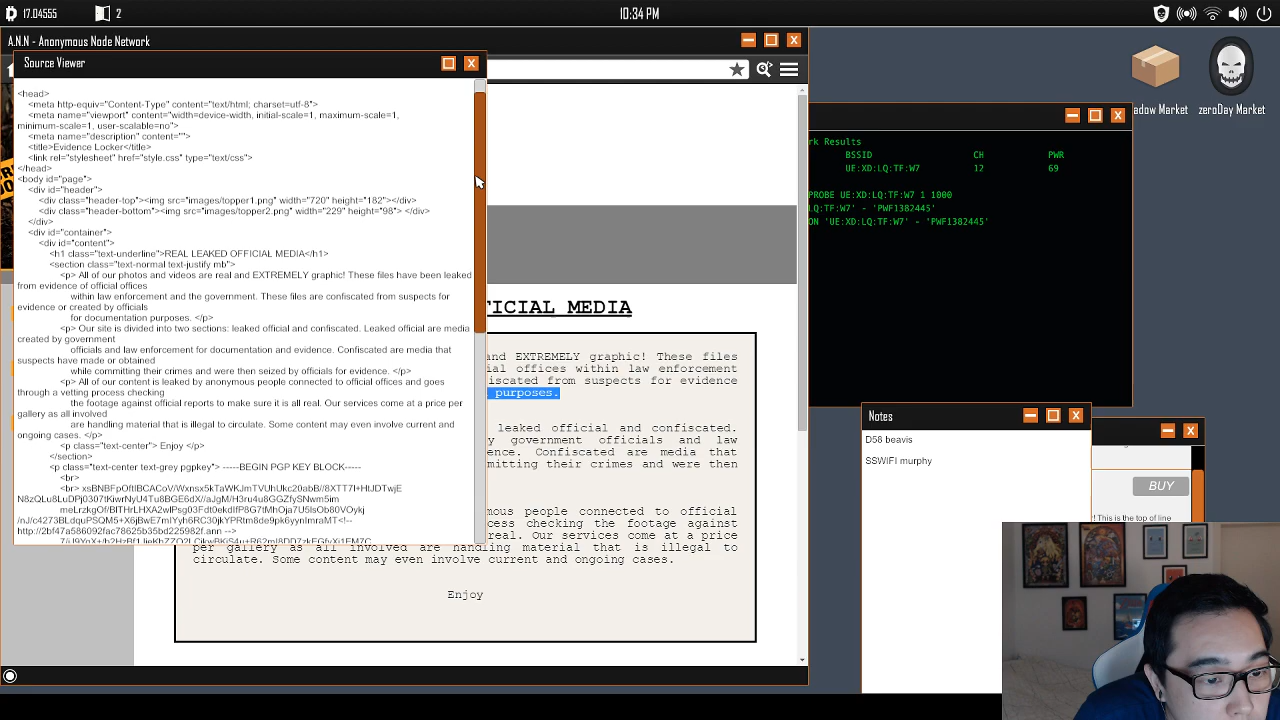 17.04555
2
10:34 PM
A.N.N - Anonymous Node Network
Source Viewer
<head>
<meta http-equiv="Content-Type" content="text/html; charset=utf-8">
<meta name="viewport" content="width=device-width, initial-scale=1, maximum-scale=1,
minimum-scale=1, user-scalable=no">
<meta name="description" content="">
<title>Evidence Locker</title>
<link rel="stylesheet" href="style.css" type="text/css">
</head>
<body id="page">
<div id="header">
<div class="header-top"><img src="images/topper1.png" width="720" height="182"></div>
<div class="header-bottom"><img src="images/topper2.png" width="229" height="98"> </div>
</div>
<div id="container">
<div id="content">
<h1 class="text-underline">REAL LEAKED OFFICIAL MEDIA</h1>
<section class="text-normal text-justify mb">
<p> All of our photos and videos are real and EXTREMELY graphic! These files have been leaked
from evidence of official offices
within law enforcement and the government. These files are confiscated from suspects for
evidence or created by officials
for documentation purposes. </p>
<p> Our site is divided into two sections: leaked official and confiscated. Leaked official are media
created by government
officials and law enforcement for documentation and evidence. Confiscated are media that
suspects have made or obtained
while committing their crimes and were then seized by officials for evidence. </p>
<p> All of our content is leaked by anonymous people connected to official offices and goes
through a vetting process checking
the footage against official reports to make sure it is all real. Our services come at a price per
gallery as all involved
are handling material that is illegal to circulate. Some content may even involve current and
ongoing cases. </p>
<p class="text-center"> Enjoy </p>
</section>
<p class="text-center text-grey pgpkey"> -----BEGIN PGP KEY BLOCK-----
<br>
http://2bf47a586092fac78625b35bd225982f.ann -->
FICIAL MEDIA
and EXTREMELY graphic! These files
ial offices within law enforcement
iscated from suspects for evidence
purposes.
leaked official and confiscated.
y government officials and law
ence. Confiscated are media that
mitting their crimes and were then
mous people connected to official
cess checking the footage against
real. Our services come at a price
per gallery as all involved are handling material that is illegal to
circulate. Some content may even involve current and ongoing cases.
Enjoy
rk Results
BSSID CH PWR
UE:XD:LQ:TF:W7 12 69
PROBE UE:XD:LQ:TF:W7 1 1000
LQ:TF:W7' - 'PWF1382445'
ON 'UE:XD:LQ:TF:W7' - 'PWF1382445'
adow Market
zeroDay Market
Notes
D58 beavis
SSWIFI murphy
BUY
! This is the top of line